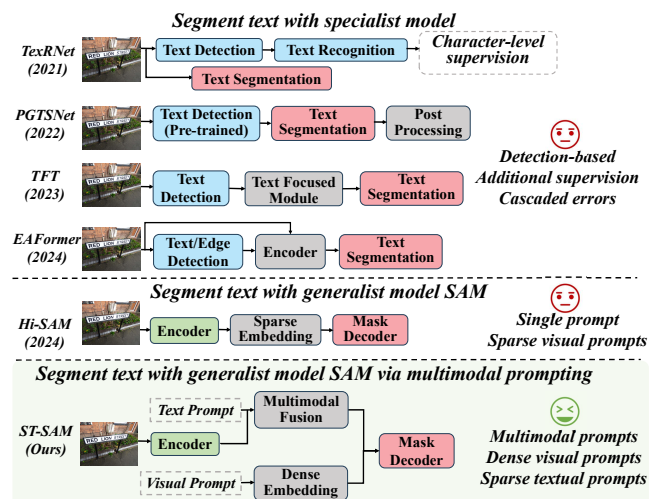 Segment text with specialist model
TexRNet
(2021)
Text Detection
Text Recognition
Character-level
supervision
Text Segmentation
PGTSNet
(2022)
Text Detection
(Pre-trained)
Text
Segmentation
Post
Processing
TFT
(2023)
Text
Detection
Text Focused
Module
Text
Segmentation
EAFormer
(2024)
Text/Edge
Detection
Encoder
Text
Segmentation
Detection-based
Additional supervision
Cascaded errors
Segment text with generalist model SAM
Hi-SAM
(2024)
Encoder
Sparse
Embedding
Mask
Decoder
Single prompt
Sparse visual prompts
Segment text with generalist model SAM via multimodal prompting
ST-SAM
(Ours)
Text Prompt
Encoder
Visual Prompt
Multimodal
Fusion
Dense
Embedding
Mask
Decoder
Multimodal prompts
Dense visual prompts
Sparse textual prompts
RED LION STREET